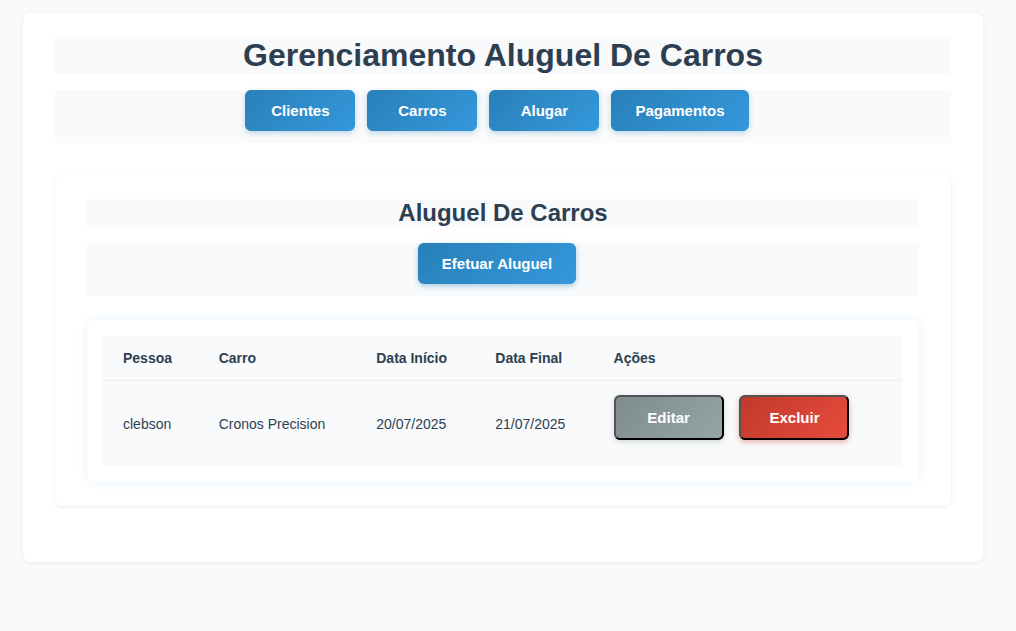 Gerenciamento Aluguel De Carros
Clientes Carros Alugar Pagamentos
Aluguel De Carros
Efetuar Aluguel
Pessoa Carro Data Início Data Final Ações
clebson Cronos Precision 20/07/2025 21/07/2025 Editar Excluir